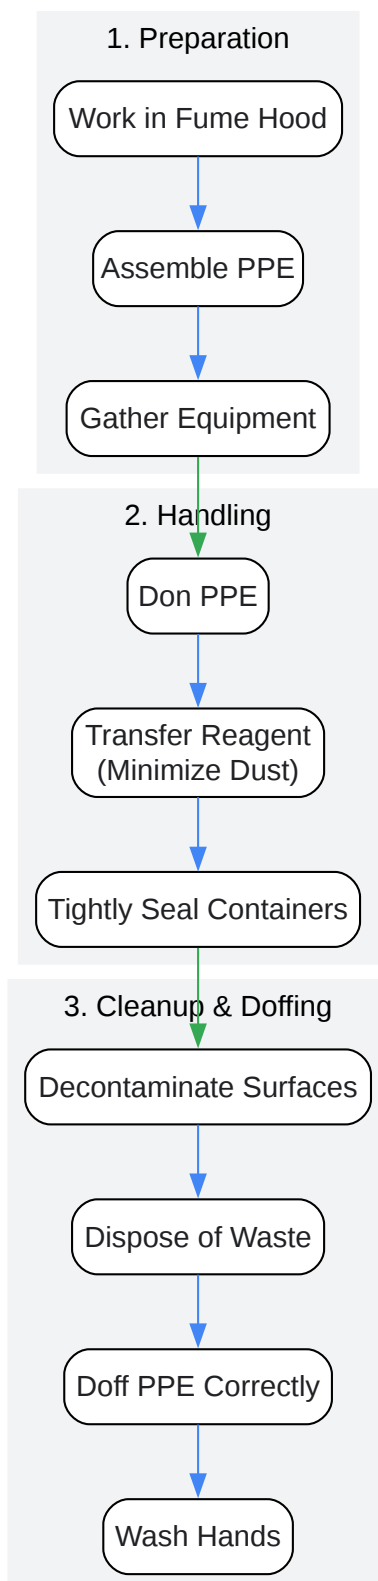 1. Preparation
Work in Fume Hood
Assemble PPE
Gather Equipment
2. Handling
Don PPE
Transfer Reagent
(Minimize Dust)
Tightly Seal Containers
3. Cleanup & Doffing
Decontaminate Surfaces
Dispose of Waste
Doff PPE Correctly
Wash Hands